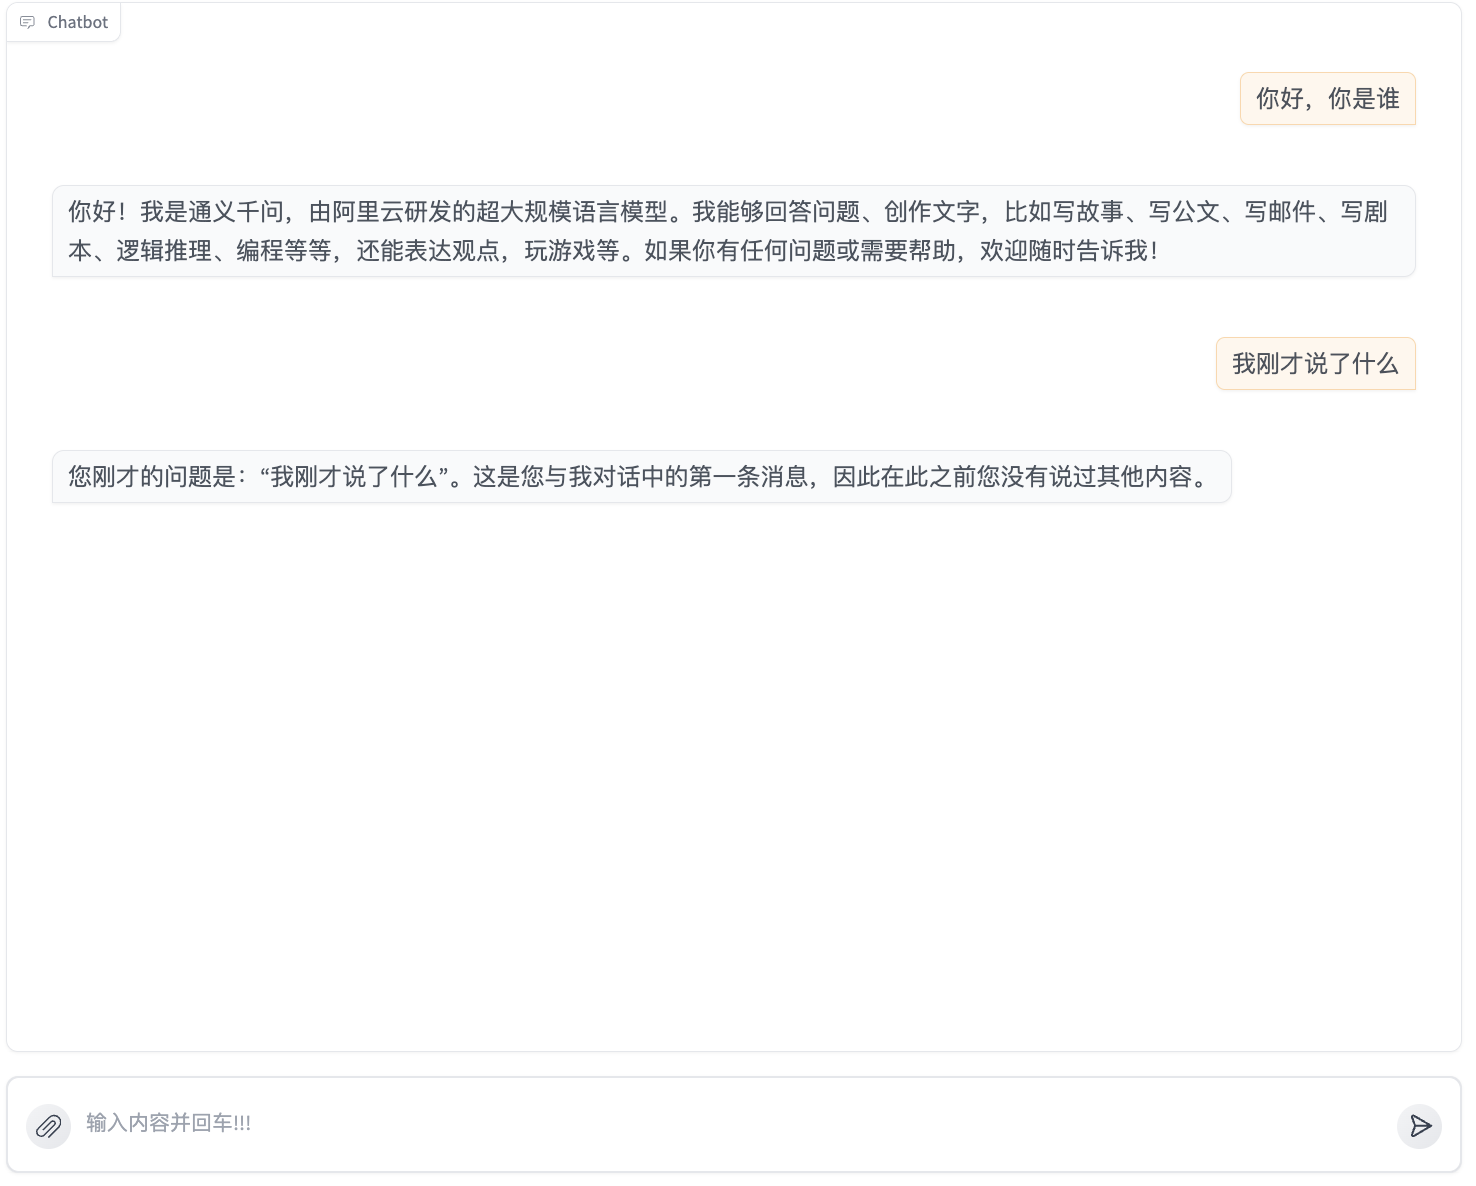 Chatbot
你好，你是谁
你好！我是通义千问，由阿里云研发的超大规模语言模型。我能够回答问题、创作文字，比如写故事、写公文、写邮件、写剧
本、逻辑推理、编程等等，还能表达观点，玩游戏等。如果你有任何问题或需要帮助，欢迎随时告诉我！
我刚才说了什么
您刚才的问题是：“我刚才说了什么”。这是您与我对话中的第一条消息，因此在此之前您没有说过其他内容。
输入内容并回车!!!